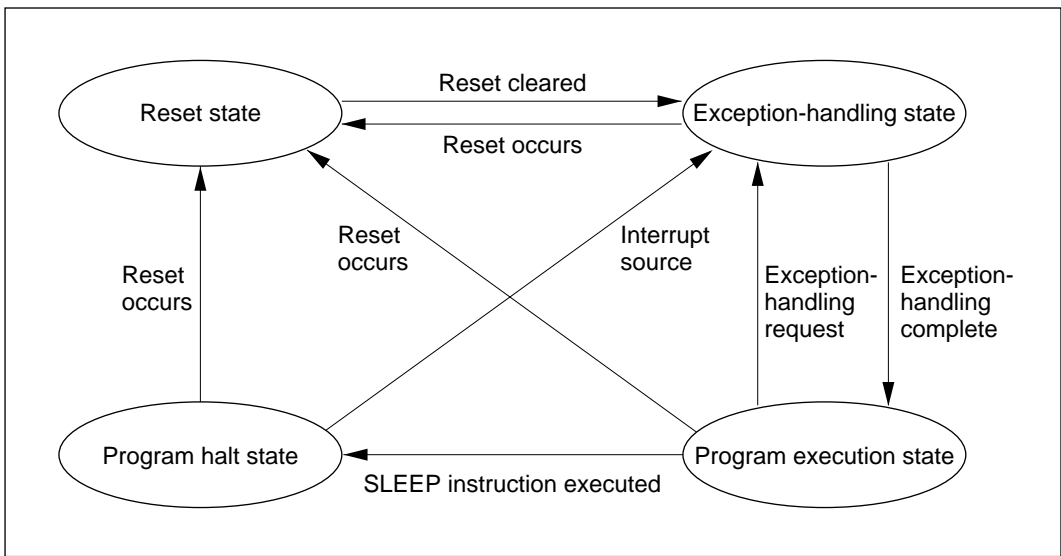 Reset state
Reset cleared
Exception-handling state
Reset occurs
Reset
occurs
Reset
occurs
Interrupt
source
Exception-
handling
request
Exception-
handling
complete
Program halt state
Program execution state
SLEEP instruction executed